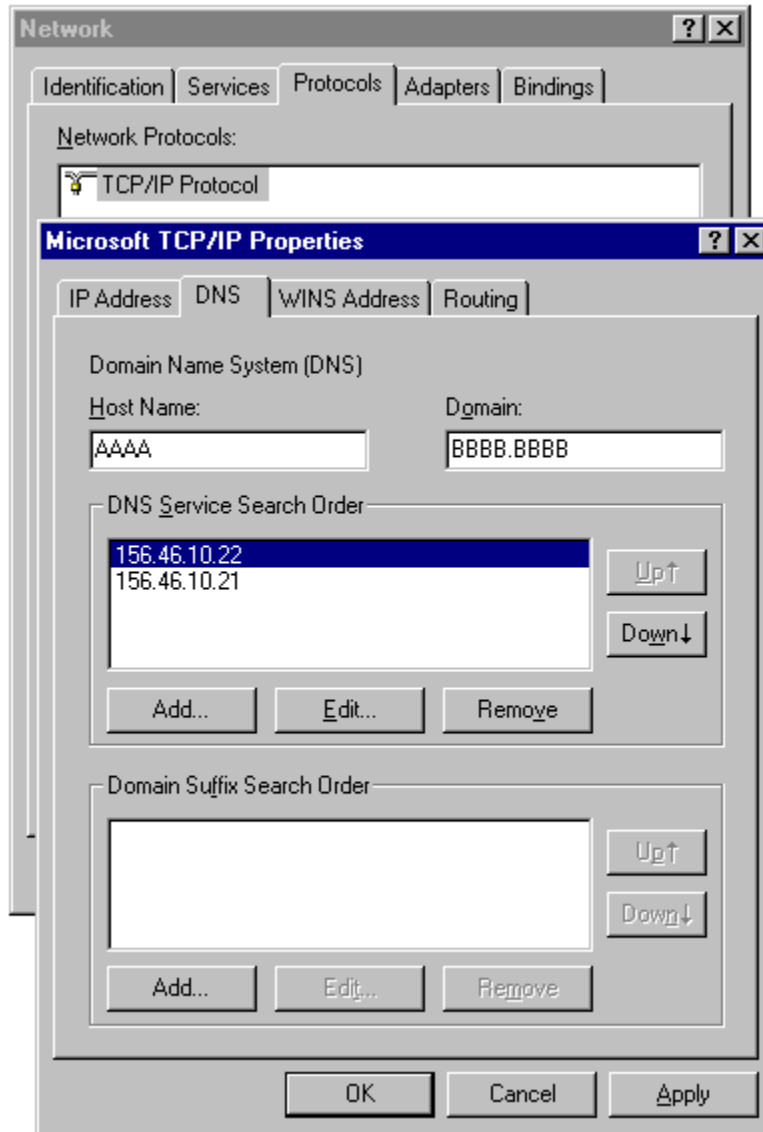 Network
Identification Services Protocols Adapters Bindings
Network Protocols:
TCP/IP Protocol
Microsoft TCP/IP Properties
IP Address DNS WINS Address Routing
Domain Name System (DNS)
Host Name: Domain:
AAAA BBBB.BBBB
DNS Service Search Order
156.46.10.22
156.46.10.21
Up↑
Down↓
Add... Edit... Remove
Domain Suffix Search Order
Up↑
Down↓
Add... Edit... Remove
OK Cancel Apply